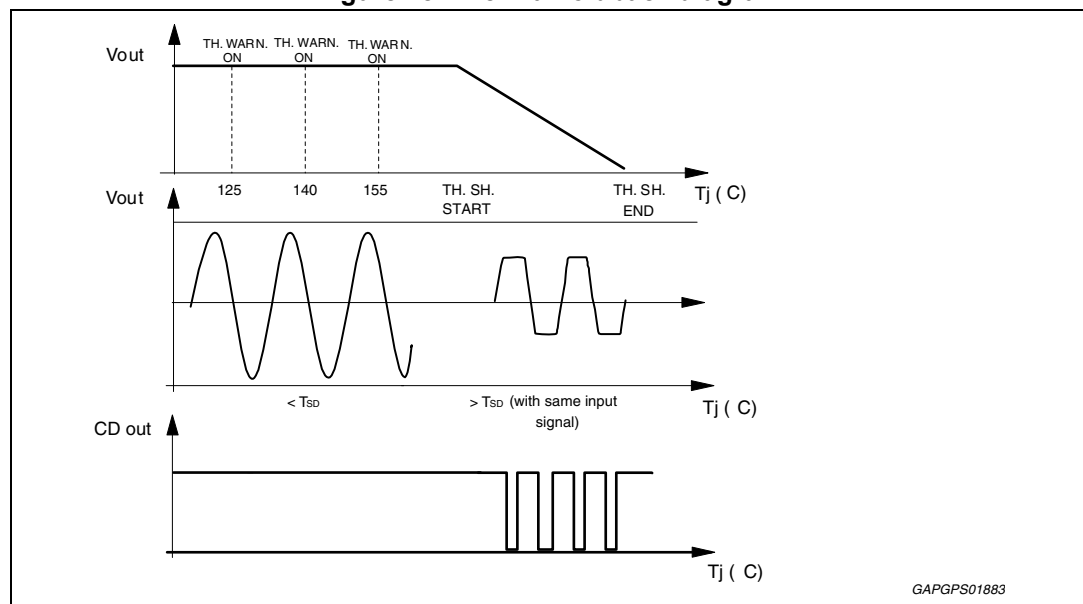 Vout
TH. WARN. TH. WARN. TH. WARN.
ON ON ON
125 140 155 TH. SH. TH. SH. Tj ( C)
START END
Vout
< TSD > TSD (with same input
signal)
Tj ( C)
CD out
Tj ( C)
GAPGPS01883